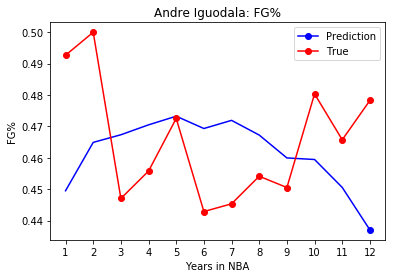 Andre Iguodala: FG%
Prediction
True
0.50
0.49
0.48
0.47
0.46
0.45
0.44
FG%
1 2 3 4 5 6 7 8 9 10 11 12
Years in NBA